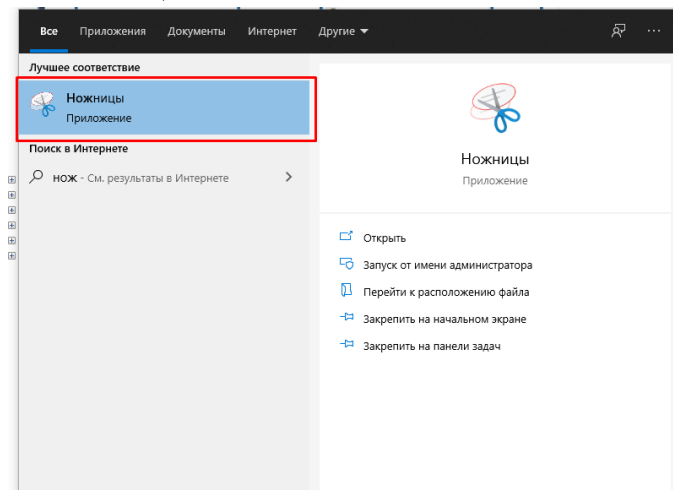 Все Приложения Документы Интернет Другие
Лучшее соответствие
Ножницы
Приложение
Поиск в Интернете
нож - См. результаты в Интернете
Ножницы
Приложение
Открыть
Запуск от имени администратора
Перейти к расположению файла
Закрепить на начальном экране
Закрепить на панели задач